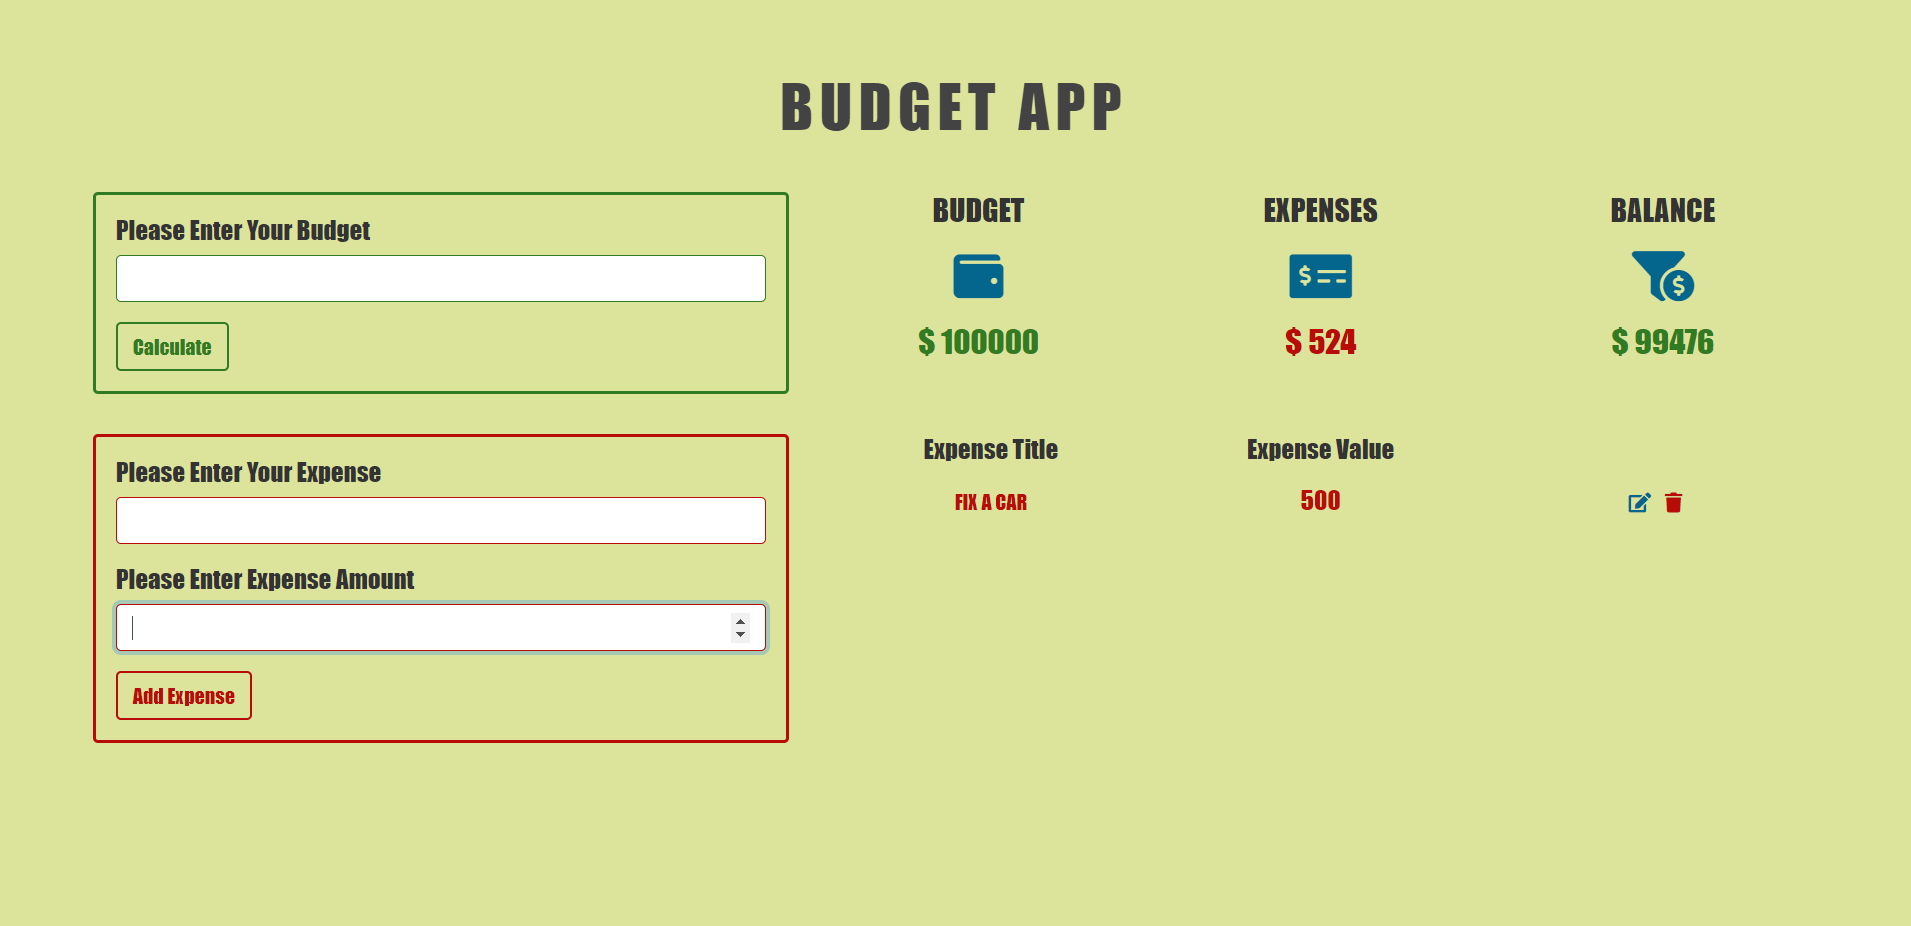 BUDGET APP
Please Enter Your Budget
Calculate
BUDGET
EXPENSES
BALANCE
$
$
$ 100000
$ 524
$ 99476
Please Enter Your Expense
Please Enter Expense Amount
Add Expense
Expense Title
Expense Value
FIX A CAR
500